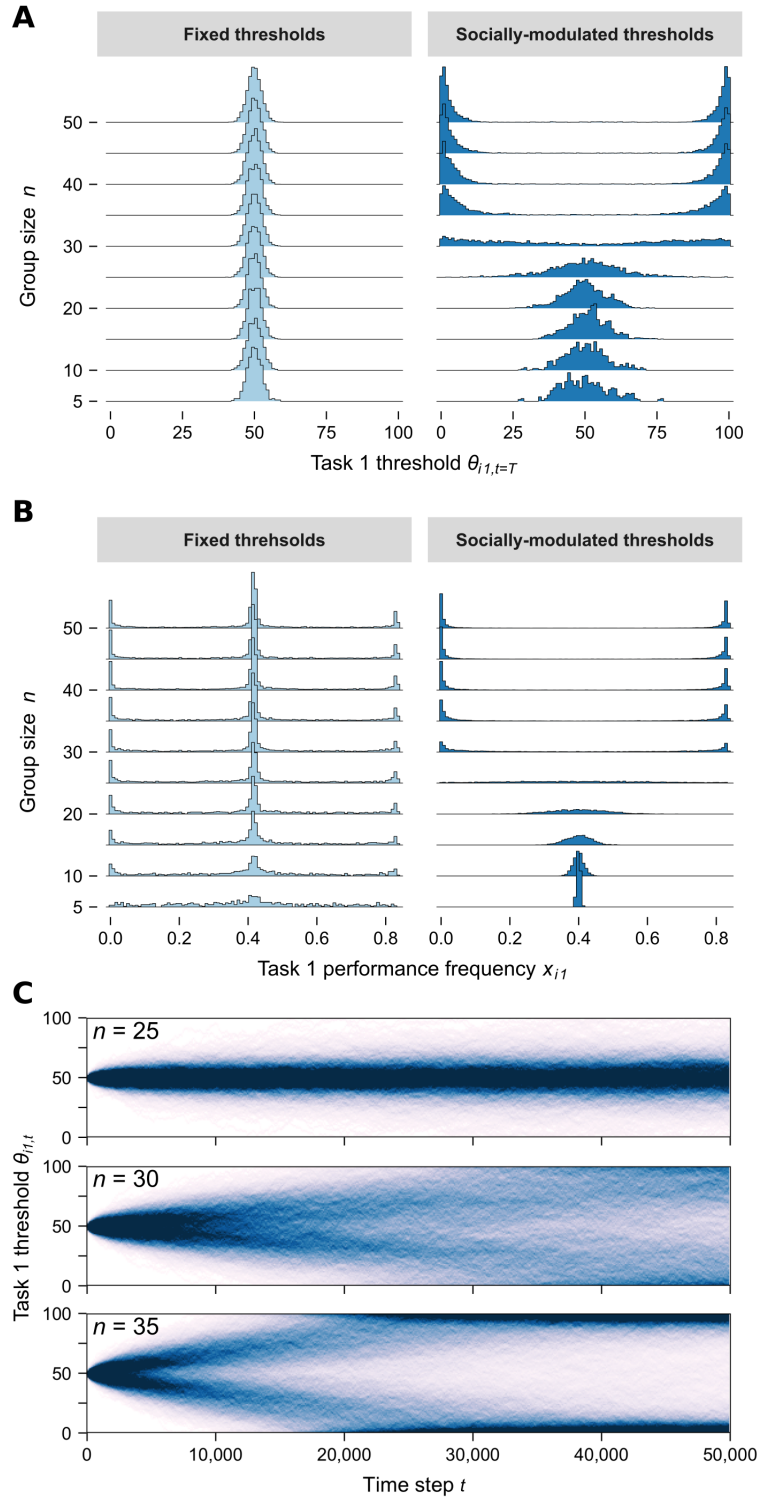 A
Fixed thresholds
Socially-modulated thresholds
50
40
30
20
10
5
Group size n
0 25 50 75 100
0 25 50 75 100
Task 1 threshold θi1,t=T
B
Fixed threhsolds
Socially-modulated thresholds
50
40
30
20
10
5
Group size n
0.0 0.2 0.4 0.6 0.8
0.0 0.2 0.4 0.6 0.8
Task 1 performance frequency xi1
C
100
n = 25
50
0
100
n = 30
50
0
100
n = 35
50
0
Task 1 threshold θi1,t
0 10,000 20,000 30,000 40,000 50,000
Time step t